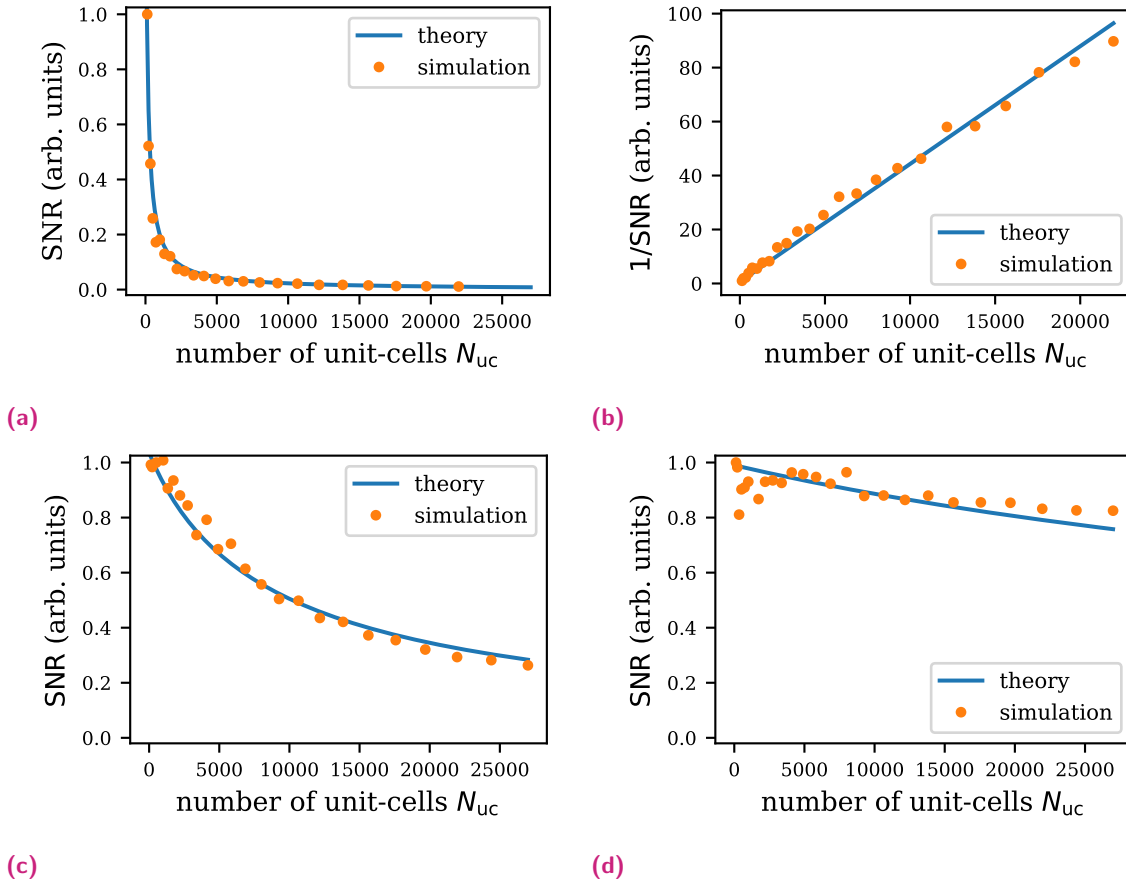 1.0
0.8
0.6
0.4
0.2
0.0
SNR (arb. units)
theory
simulation
0 5000 10000 15000 20000 25000
number of unit-cells Nuc
(a)
100
80
60
40
20
0
1/SNR (arb. units)
theory
simulation
0 5000 10000 15000 20000
number of unit-cells Nuc
(b)
1.0
0.8
0.6
0.4
0.2
0.0
SNR (arb. units)
theory
simulation
0 5000 10000 15000 20000 25000
number of unit-cells Nuc
(c)
1.0
0.8
0.6
0.4
0.2
0.0
SNR (arb. units)
theory
simulation
0 5000 10000 15000 20000 25000
number of unit-cells Nuc
(d)